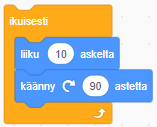 ikuisesti
liiku 10 askelta
käänny 90 astetta